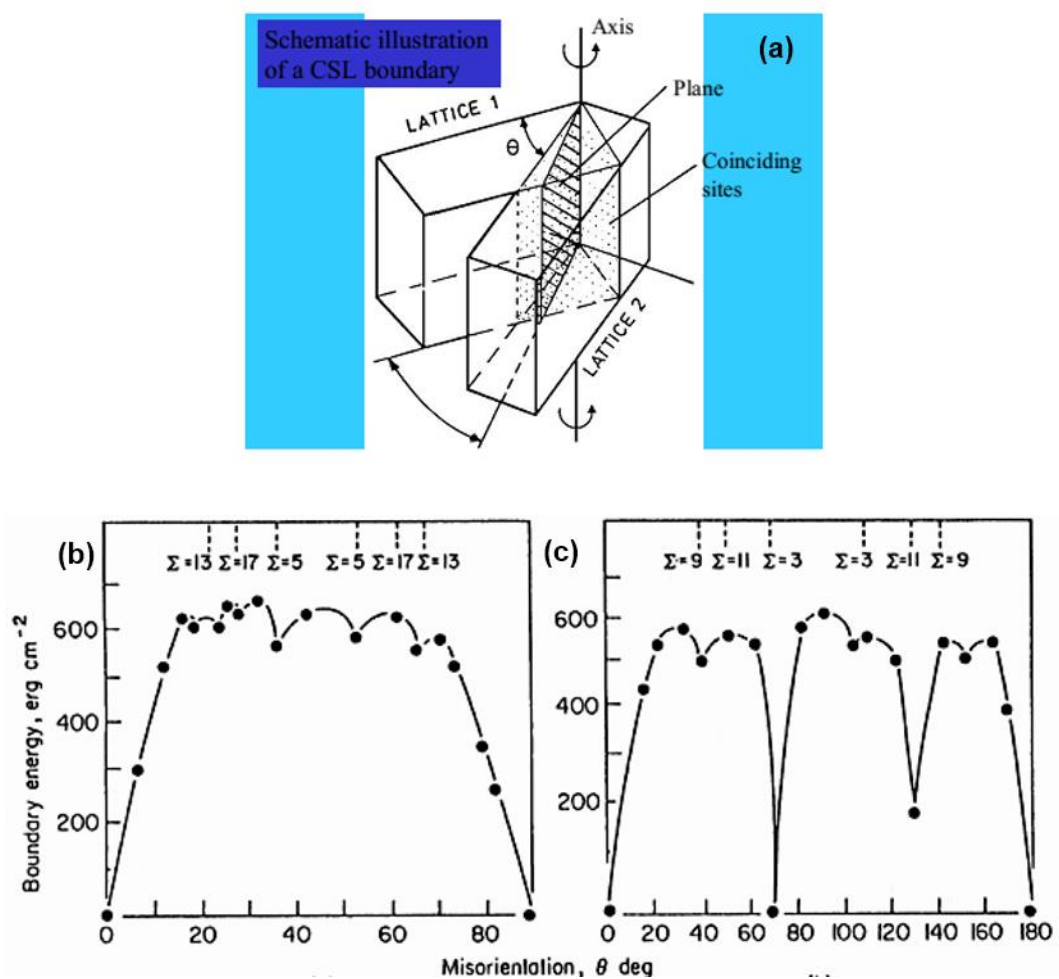 Schematic illustration
of a CSL boundary
Axis
(a)
Plane
LATTICE 1
θ
Coinciding
sites
LATTICE 2
(b)
Σ=13 Σ=17 Σ=5 Σ=5 Σ=17 Σ=13
600
400
200
Boundary energy, erg cm⁻²
0 20 40 60 80
(c)
Σ=9 Σ=11 Σ=3 Σ=3 Σ=11 Σ=9
600
400
200
0 20 40 60 80 100 120 140 160 180
Misorientation, θ deg